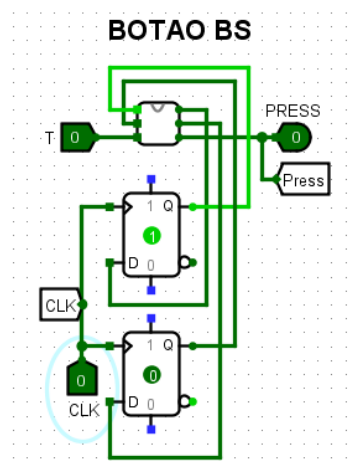 BOTAO BS
PRESS
T 0 0
Press
1 Q
1
D 0
CLK
1 Q
0 0
CLK D 0